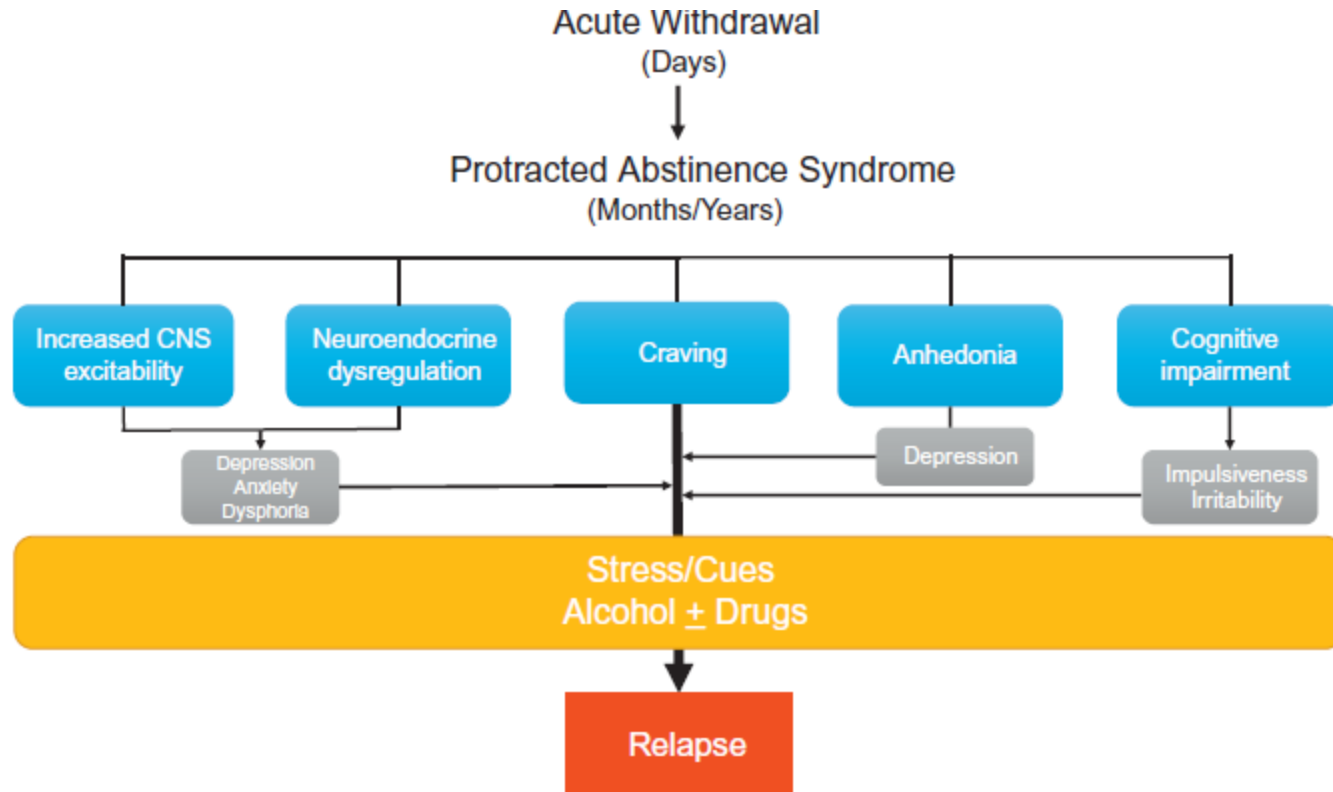 Acute Withdrawal
(Days)
Protracted Abstinence Syndrome
(Months/Years)
Increased CNS
excitability
Neuroendocrine
dysregulation
Craving
Anhedonia
Cognitive
impairment
Depression
Anxiety
Dysphoria
Depression
Impulsiveness
Irritability
Stress/Cues
Alcohol ± Drugs
Relapse